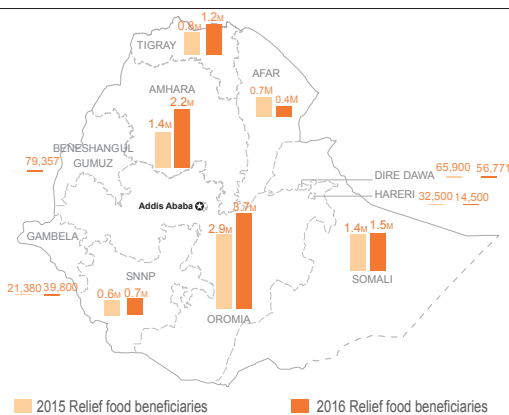 1.2M
0.8M
TIGRAY
AFAR
AMHARA
2.2M
0.7M
0.4M
1.4M
BENESHANGUL
GUMUZ
79,357
DIRE DAWA
65,900 56,771
HARERI
32,500 14,500
Addis Ababa
3.7M
2.9M
GAMBELA
1.4M 1.5M
SNNP
SOMALI
21,380 39,800
0.6M 0.7M
OROMIA
2015 Relief food beneficiaries
2016 Relief food beneficiaries